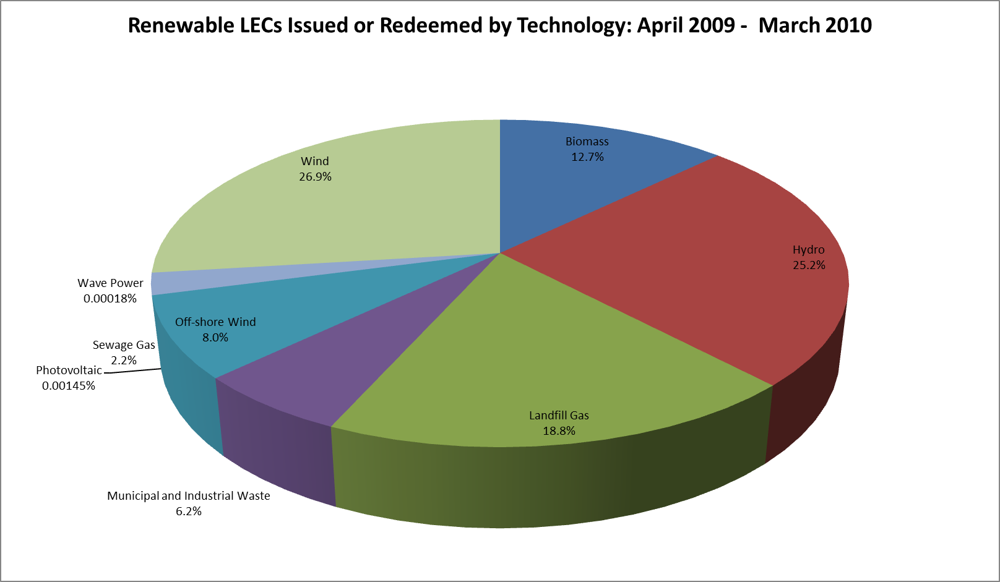 Renewable LECs Issued or Redeemed by Technology: April 2009 - March 2010
Biomass
12.7%
Wind
26.9%
Hydro
25.2%
Wave Power
0.00018%
Off-shore Wind
8.0%
Sewage Gas
2.2%
Photovoltaic
0.00145%
Landfill Gas
18.8%
Municipal and Industrial Waste
6.2%